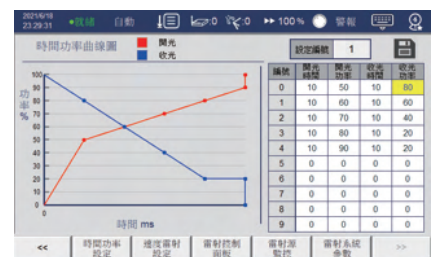 2021/6/18
23:29:31
•就緒 自動 :0 :0 ►► 100% 警報
時間功率曲線圖
開光
收光
設定編號 1
功率 %
100
90
80
70
60
50
40
30
20
10
0
0
時間 ms
編號 開光時間 開光功率 收光時間 收光功率
0 10 50 10 80
1 10 60 10 60
2 10 70 10 40
3 10 80 10 20
4 10 90 10 20
5 0 0 0 0
6 0 0 0 0
7 0 0 0 0
8 0 0 0 0
9 0 0 0 0
<< 時間功率設定 速度雷射設定 雷射控制面板 雷射源監控 雷射系統參數 >>